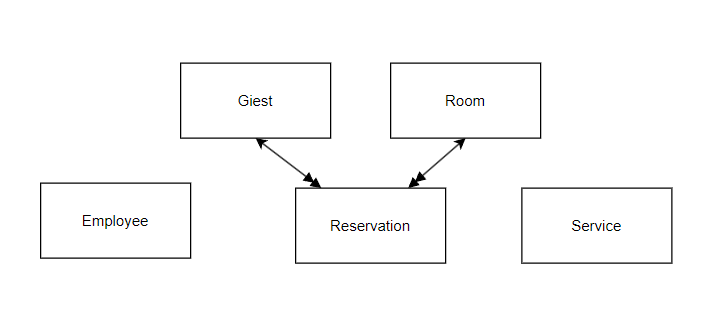 Giest
Room
Employee
Reservation
Service